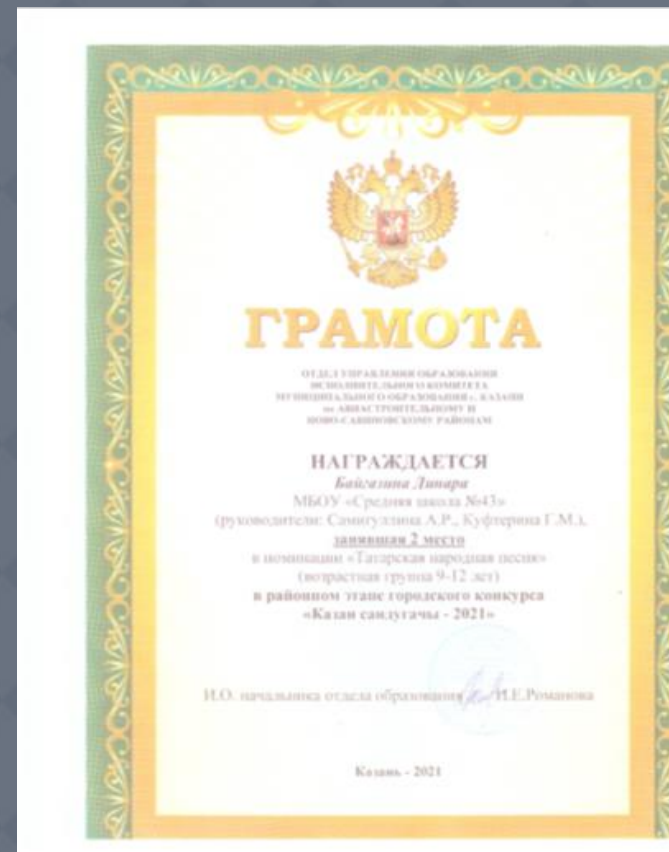 ГРАМОТА
ОТДЕЛ УПРАВЛЕНИЯ ОБРАЗОВАНИЯ
ИСПОЛНИТЕЛЬНОГО КОМИТЕТА
МУНИЦИПАЛЬНОГО ОБРАЗОВАНИЯ г. КАЗАНИ
по АВИАСТРОИТЕЛЬНОМУ И
НОВО-САВИНОВСКОМУ РАЙОНАМ
НАГРАЖДАЕТСЯ
Байгазина Динара
МБОУ «Средняя школа №43»
(руководители: Самигуллина А.Р., Куфтерина Г.М.),
занявшая 2 место
в номинации «Татарская народная песня»
(возрастная группа 9-12 лет)
в районном этапе городского конкурса
«Казан сандугачы - 2021»
И.О. начальника отдела образования И.Е.Романова
Казань - 2021